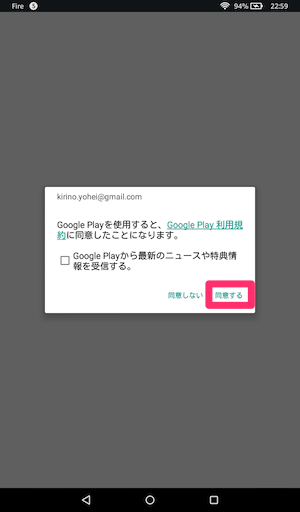 Fire 94% 22:59
kirino.yohei@gmail.com
Google Playを使用すると、Google Play 利用規
約に同意したことになります。
Google Playから最新のニュースや特典情
報を受信する。
同意しない 同意する